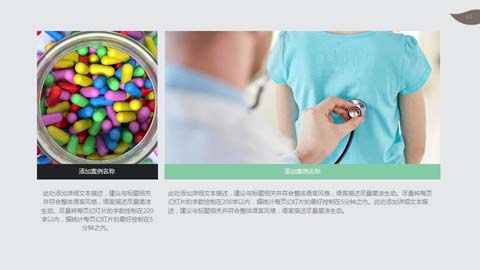 添加案例名称
添加案例名称
此处添加详细文本描述，建议与标题相关
并符合整体语言风格，语言描述尽量简洁
生动。尽量将每页幻灯片的字数控制在200
字以内，据统计每页幻灯片的最好控制在5
分钟之内。
此处添加详细文本描述，建议与标题相关并符合整体语言风格，语言描述尽量简洁生动。尽量将每页
幻灯片的字数控制在200字以内，据统计每页幻灯片的最好控制在5分钟之内。此处添加详细文本描
述，建议与标题相关并符合整体语言风格，语言描述尽量简洁生动。